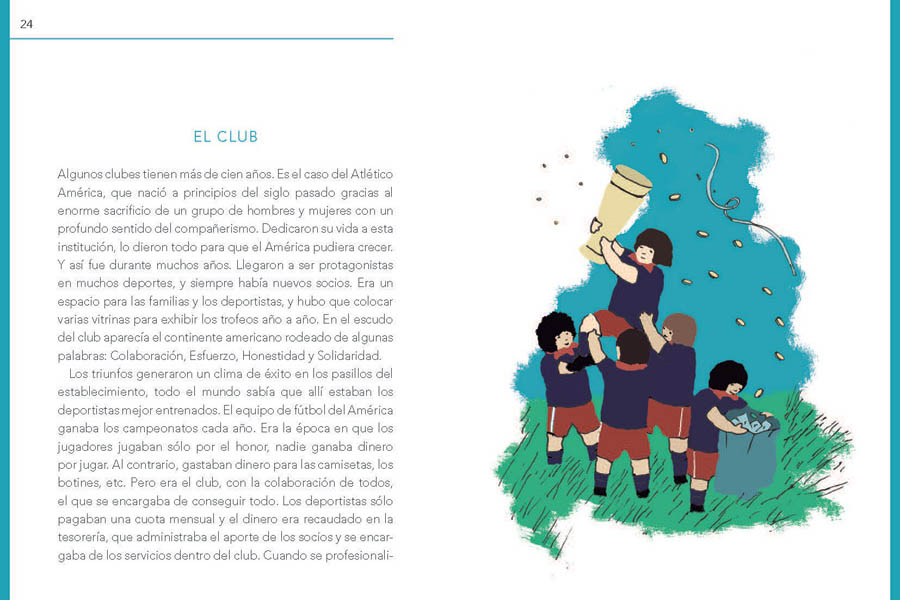 24
EL CLUB
Algunos clubes tienen más de cien años. Es el caso del Atlético
América, que nació a principios del siglo pasado gracias al
enorme sacrificio de un grupo de hombres y mujeres con un
profundo sentido del compañerismo. Dedicaron su vida a esta
institución, lo dieron todo para que el América pudiera crecer.
Y así fue durante muchos años. Llegaron a ser protagonistas
en muchos deportes, y siempre había nuevos socios. Era un
espacio para las familias y los deportistas, y hubo que colocar
varias vitrinas para exhibir los trofeos año a año. En el escudo
del club aparecía el continente americano rodeado de algunas
palabras: Colaboración, Esfuerzo, Honestidad y Solidaridad.
Los triunfos generaron un clima de éxito en los pasillos del
establecimiento, todo el mundo sabía que allí estaban los
deportistas mejor entrenados. El equipo de fútbol del América
ganaba los campeonatos cada año. Era la época en que los
jugadores jugaban sólo por el honor, nadie ganaba dinero
por jugar. Al contrario, gastaban dinero para las camisetas, los
botines, etc. Pero era el club, con la colaboración de todos,
el que se encargaba de conseguir todo. Los deportistas sólo
pagaban una cuota mensual y el dinero era recaudado en la
tesorería, que administraba el aporte de los socios y se encar-
gaba de los servicios dentro del club. Cuando se profesionali-